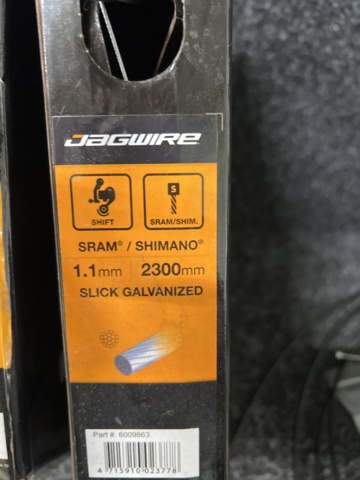 JAGWIRE
SHIFT
S
SRAM/SHIM.
SRAM® / SHIMANO®
1.1mm 2300mm
SLICK GALVANIZED
Part #: 6009863
4 715910 023778